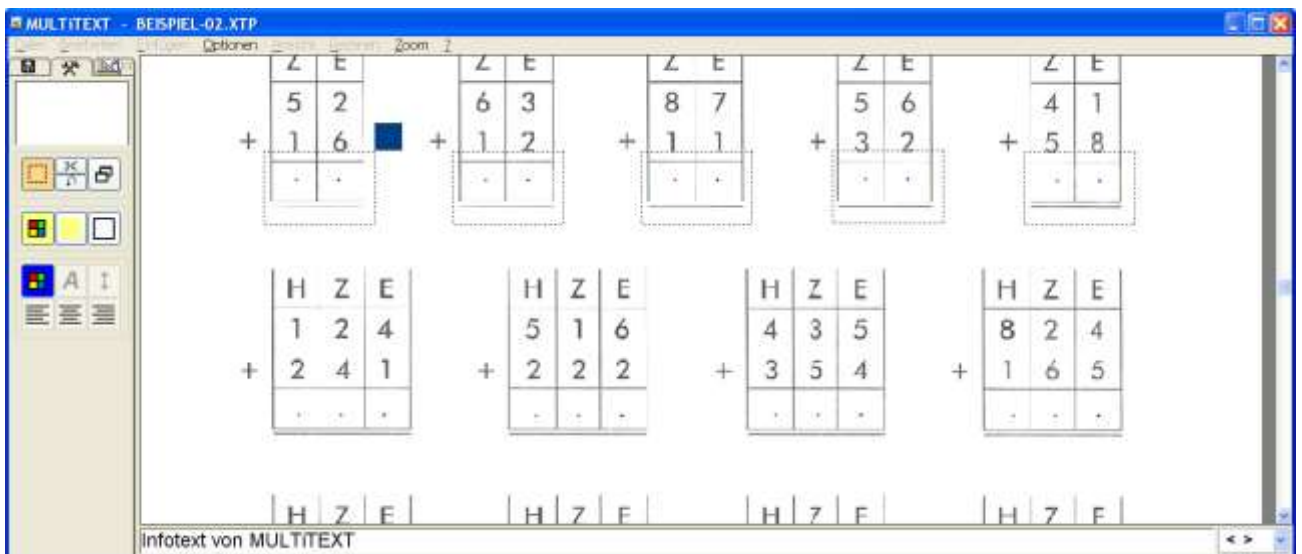 MULTiTEXT - BEISPIEL-02.XTP
Optionen Zoom ?
Z E Z E Z E Z E Z E
5 2 6 3 8 7 5 6 4 1
+ 1 6 + 1 2 + 1 1 + 3 2 + 5 8
. . . . . . . . . .
H Z E H Z E H Z E H Z E
1 2 4 5 1 6 4 3 5 8 2 4
+ 2 4 1 + 2 2 2 + 3 5 4 + 1 6 5
. . . . . . . . . . . .
A
H Z E H Z E H Z E H Z E
Infotext von MULTiTEXT < >